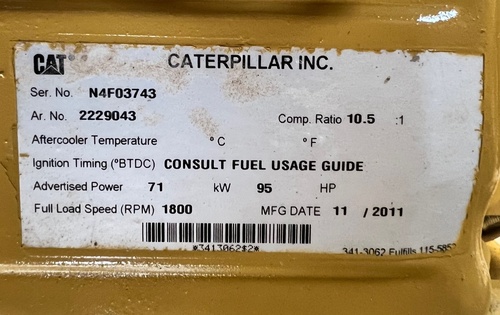 CAT CATERPILLAR INC.
Ser. No. N4F03743
Ar. No. 2229043 Comp. Ratio 10.5 :1
Aftercooler Temperature °C °F
Ignition Timing (°BTDC) CONSULT FUEL USAGE GUIDE
Advertised Power 71 kW 95 HP
Full Load Speed (RPM) 1800 MFG DATE 11 / 2011
341-3062 Fulfills